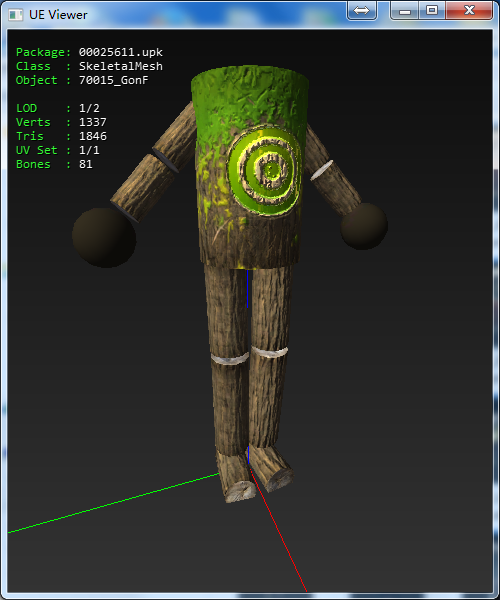 UE Viewer
Package: 00025611.upk
Class  : SkeletalMesh
Object : 70015_GonF
LOD    : 1/2
Verts  : 1337
Tris   : 1846
UV Set : 1/1
Bones  : 81